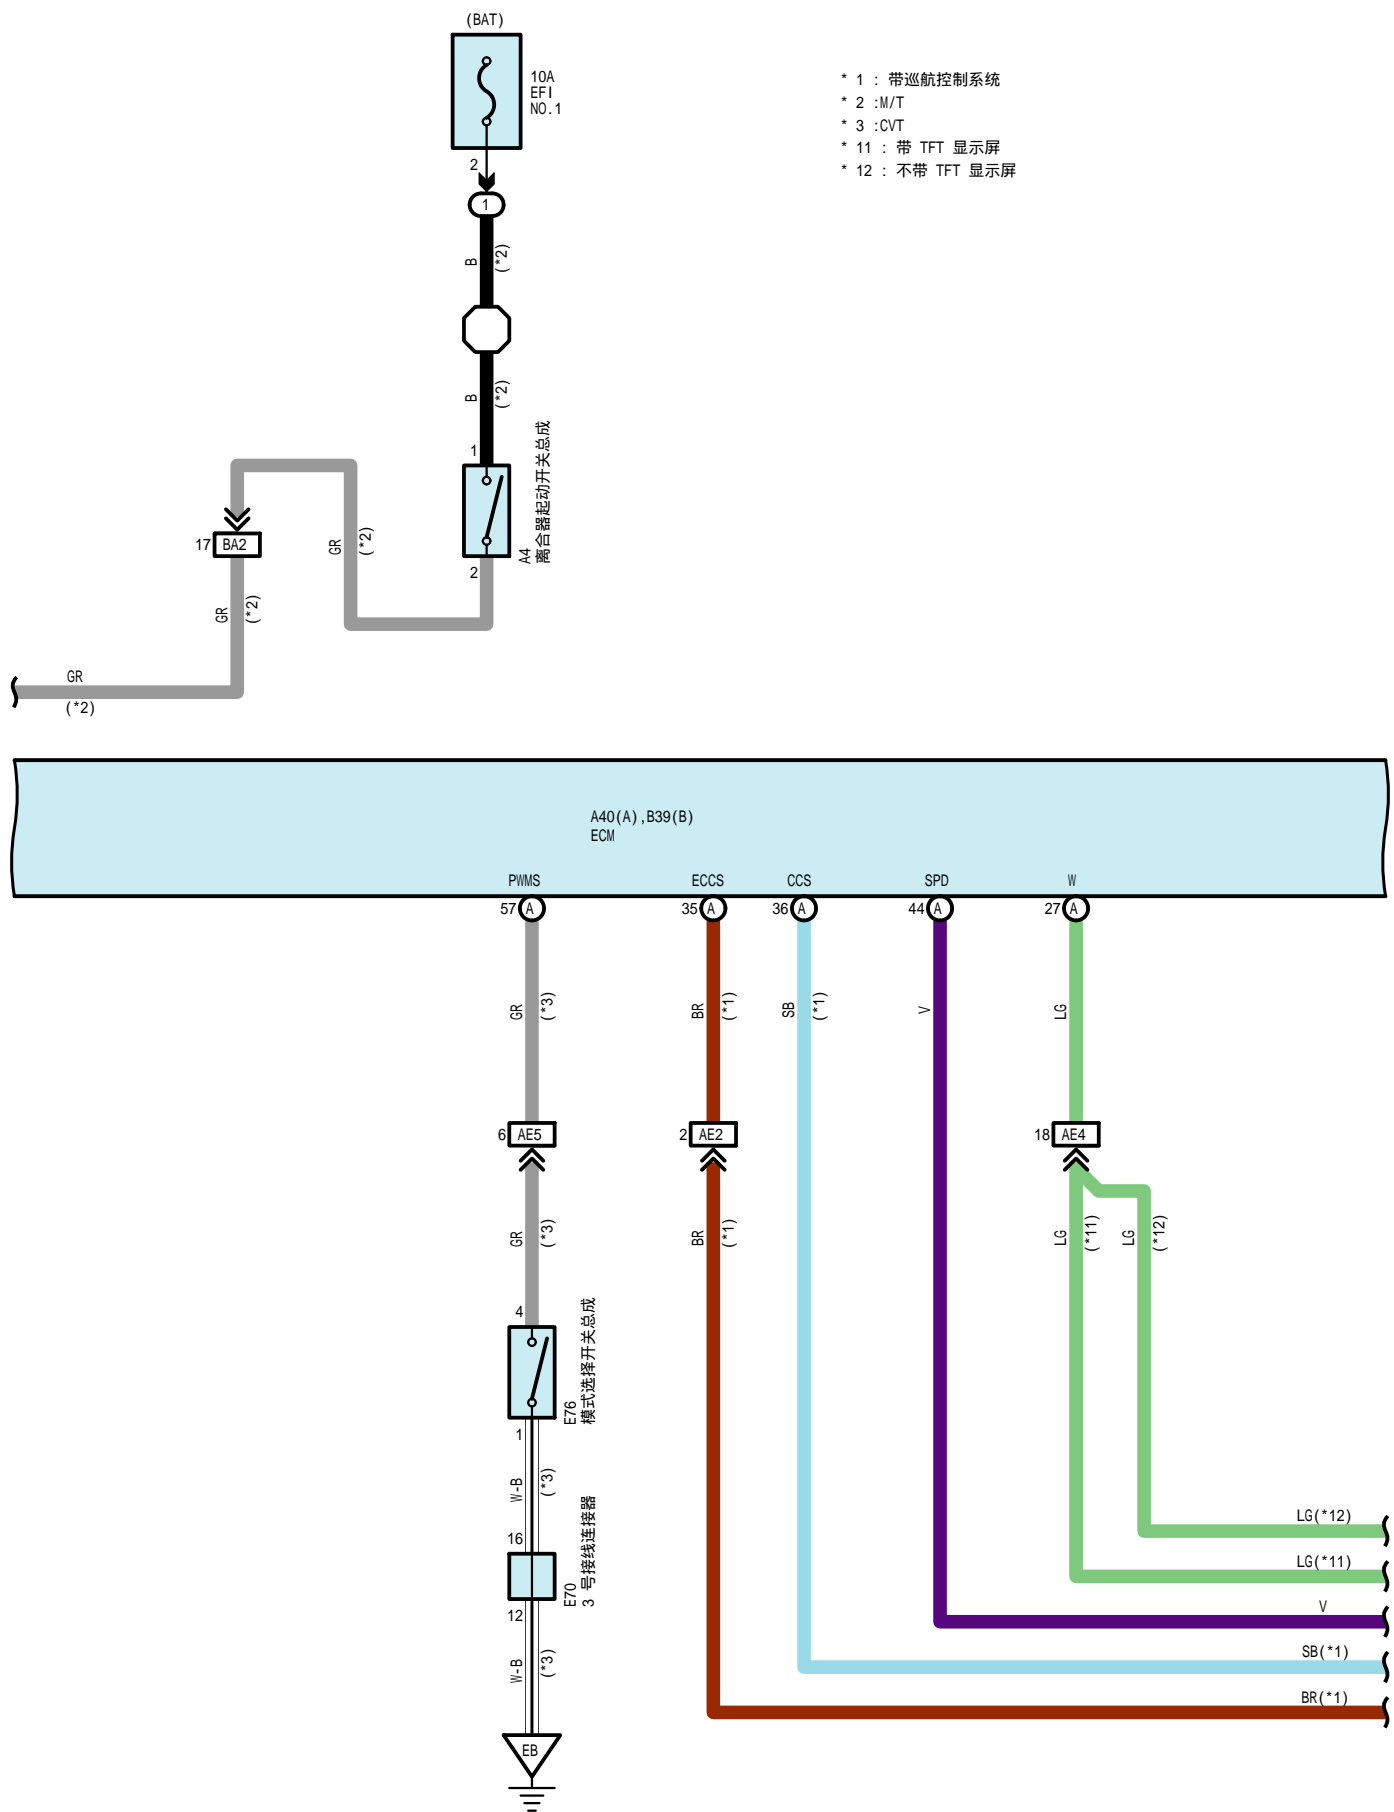 (BAT)
10A
EFI
NO.1
* 1 : 带巡航控制系统
* 2 :M/T
* 3 :CVT
* 11 : 带 TFT 显示屏
* 12 : 不带 TFT 显示屏
2
1
B
(*2)
B
(*2)
1
A4
离合器起动开关总成
2
GR
(*2)
17
BA2
GR
(*2)
GR
(*2)
A40(A),B39(B)
ECM
PWMS
ECCS
CCS
SPD
W
57
A
35
A
36
A
44
A
27
A
GR
(*3)
BR
(*1)
SB
(*1)
V
LG
6
AE5
2
AE2
18
AE4
GR
(*3)
BR
(*1)
LG
(*11)
LG
(*12)
4
E76
模式选择开关总成
1
W-B
(*3)
16
E70
3 号接线连接器
12
W-B
(*3)
EB
LG(*12)
LG(*11)
V
SB(*1)
BR(*1)